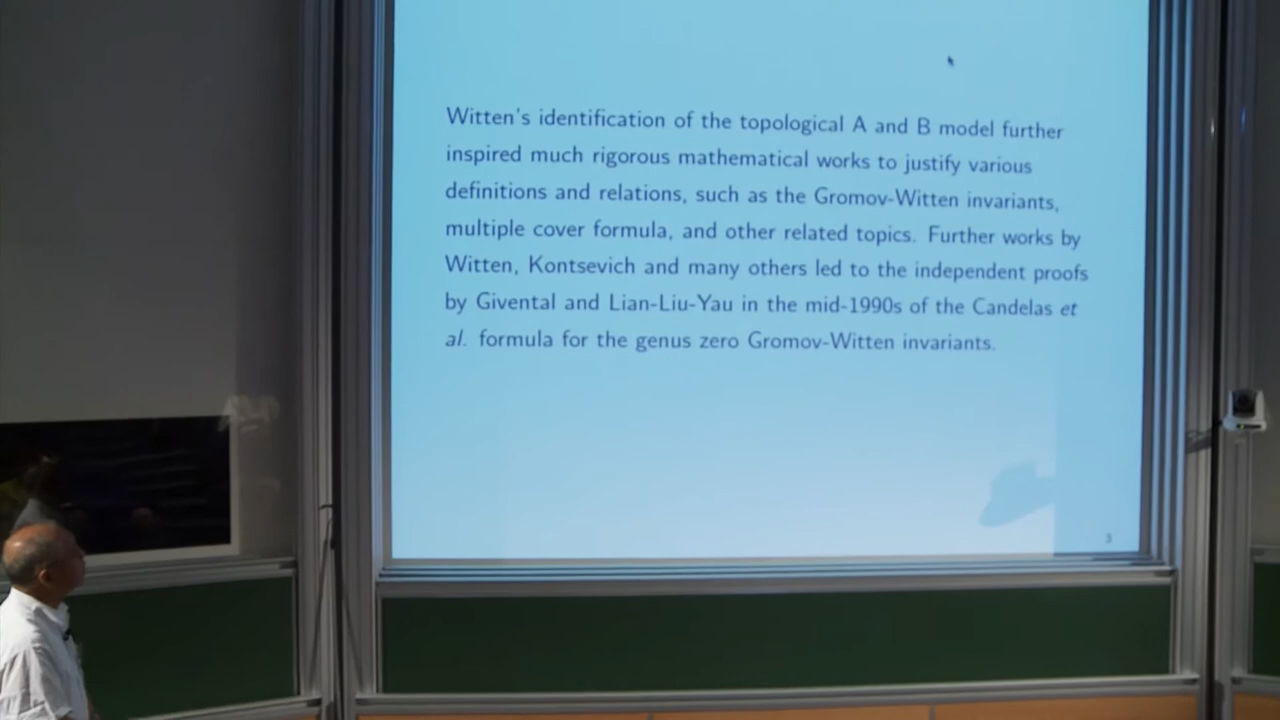 Witten's identification of the topological A and B model further
inspired much rigorous mathematical works to justify various
definitions and relations, such as the Gromov-Witten invariants,
multiple cover formula, and other related topics. Further works by
Witten, Kontsevich and many others led to the independent proofs
by Givental and Lian-Liu-Yau in the mid-1990s of the Candelas et
al. formula for the genus zero Gromov-Witten invariants.
3